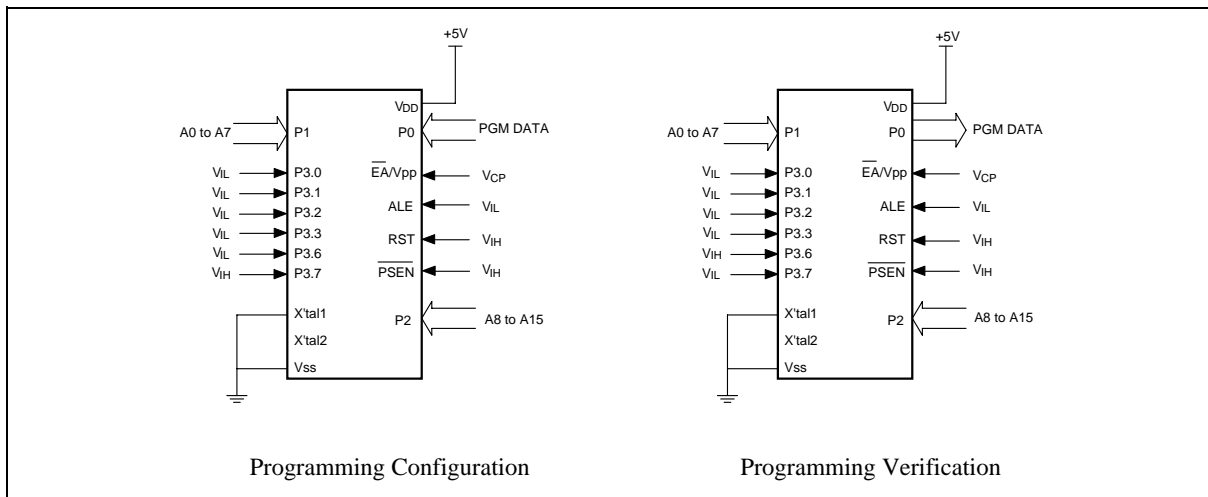 +5V
VDD
A0 to A7
P1
P0
PGM DATA
VIL
P3.0
EA/Vpp
VCP
VIL
P3.1
VIL
P3.2
ALE
VIL
VIL
P3.3
RST
VIH
VIL
P3.6
VIH
P3.7
PSEN
VIH
X'tal1
P2
A8 to A15
X'tal2
Vss
Programming Configuration
+5V
VDD
A0 to A7
P1
P0
PGM DATA
VIL
P3.0
EA/Vpp
VCP
VIL
P3.1
VIL
P3.2
ALE
VIL
VIL
P3.3
RST
VIH
VIH
P3.6
VIL
P3.7
PSEN
VIH
X'tal1
P2
A8 to A15
X'tal2
Vss
Programming Verification